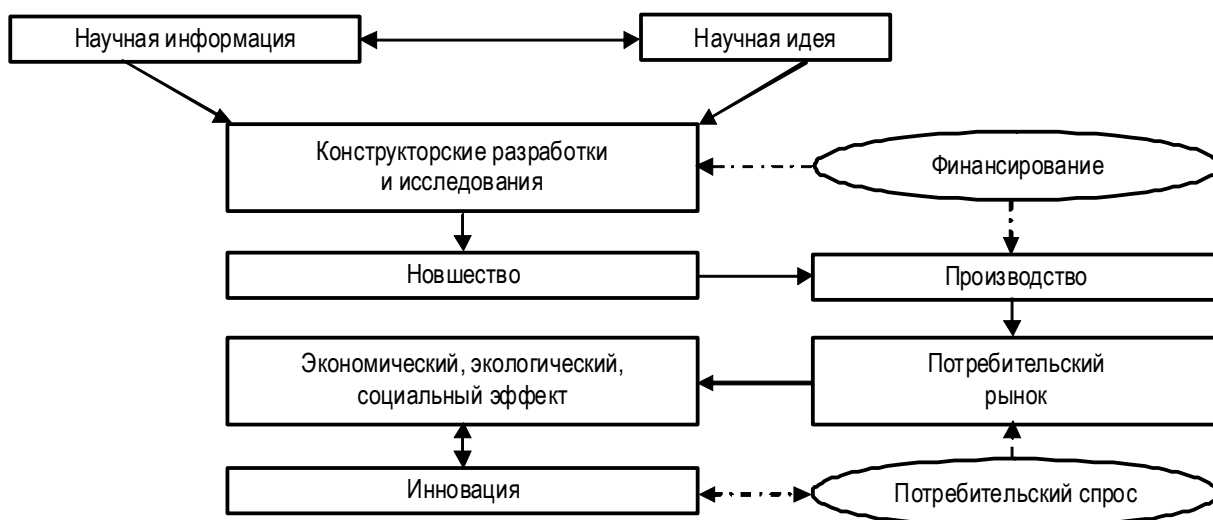 Научная информация
Научная идея
Конструкторские разработки
и исследования
Финансирование
Новшество
Производство
Экономический, экологический,
социальный эффект
Потребительский
рынок
Инновация
Потребительский спрос